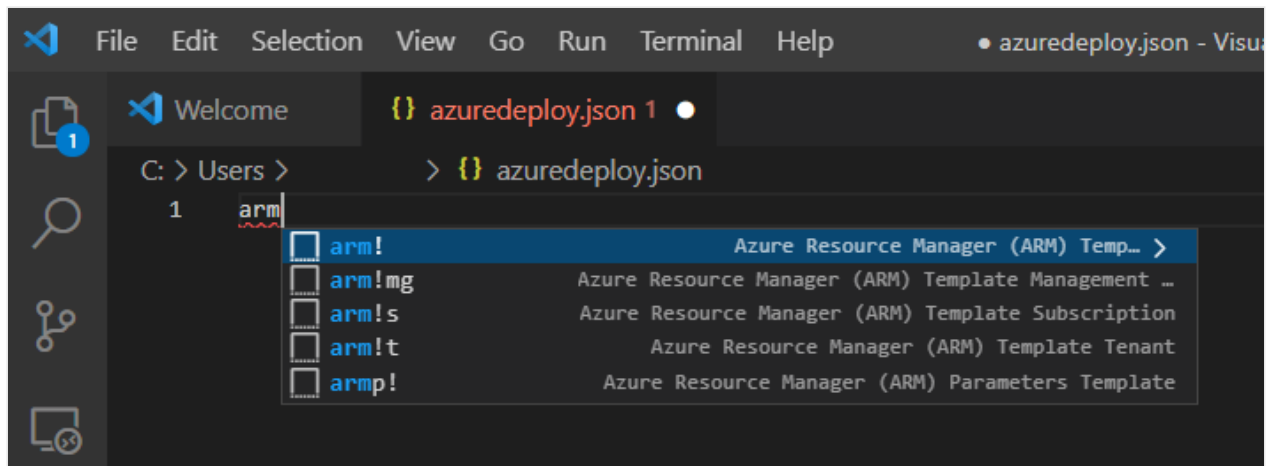 File Edit Selection View Go Run Terminal Help ● azuredeploy.json - Visu
Welcome {} azuredeploy.json 1 ●
1
C: > Users > > {} azuredeploy.json
1 arm
arm! Azure Resource Manager (ARM) Temp… >
arm!mg Azure Resource Manager (ARM) Template Management …
arm!s Azure Resource Manager (ARM) Template Subscription
arm!t Azure Resource Manager (ARM) Template Tenant
armp! Azure Resource Manager (ARM) Parameters Template